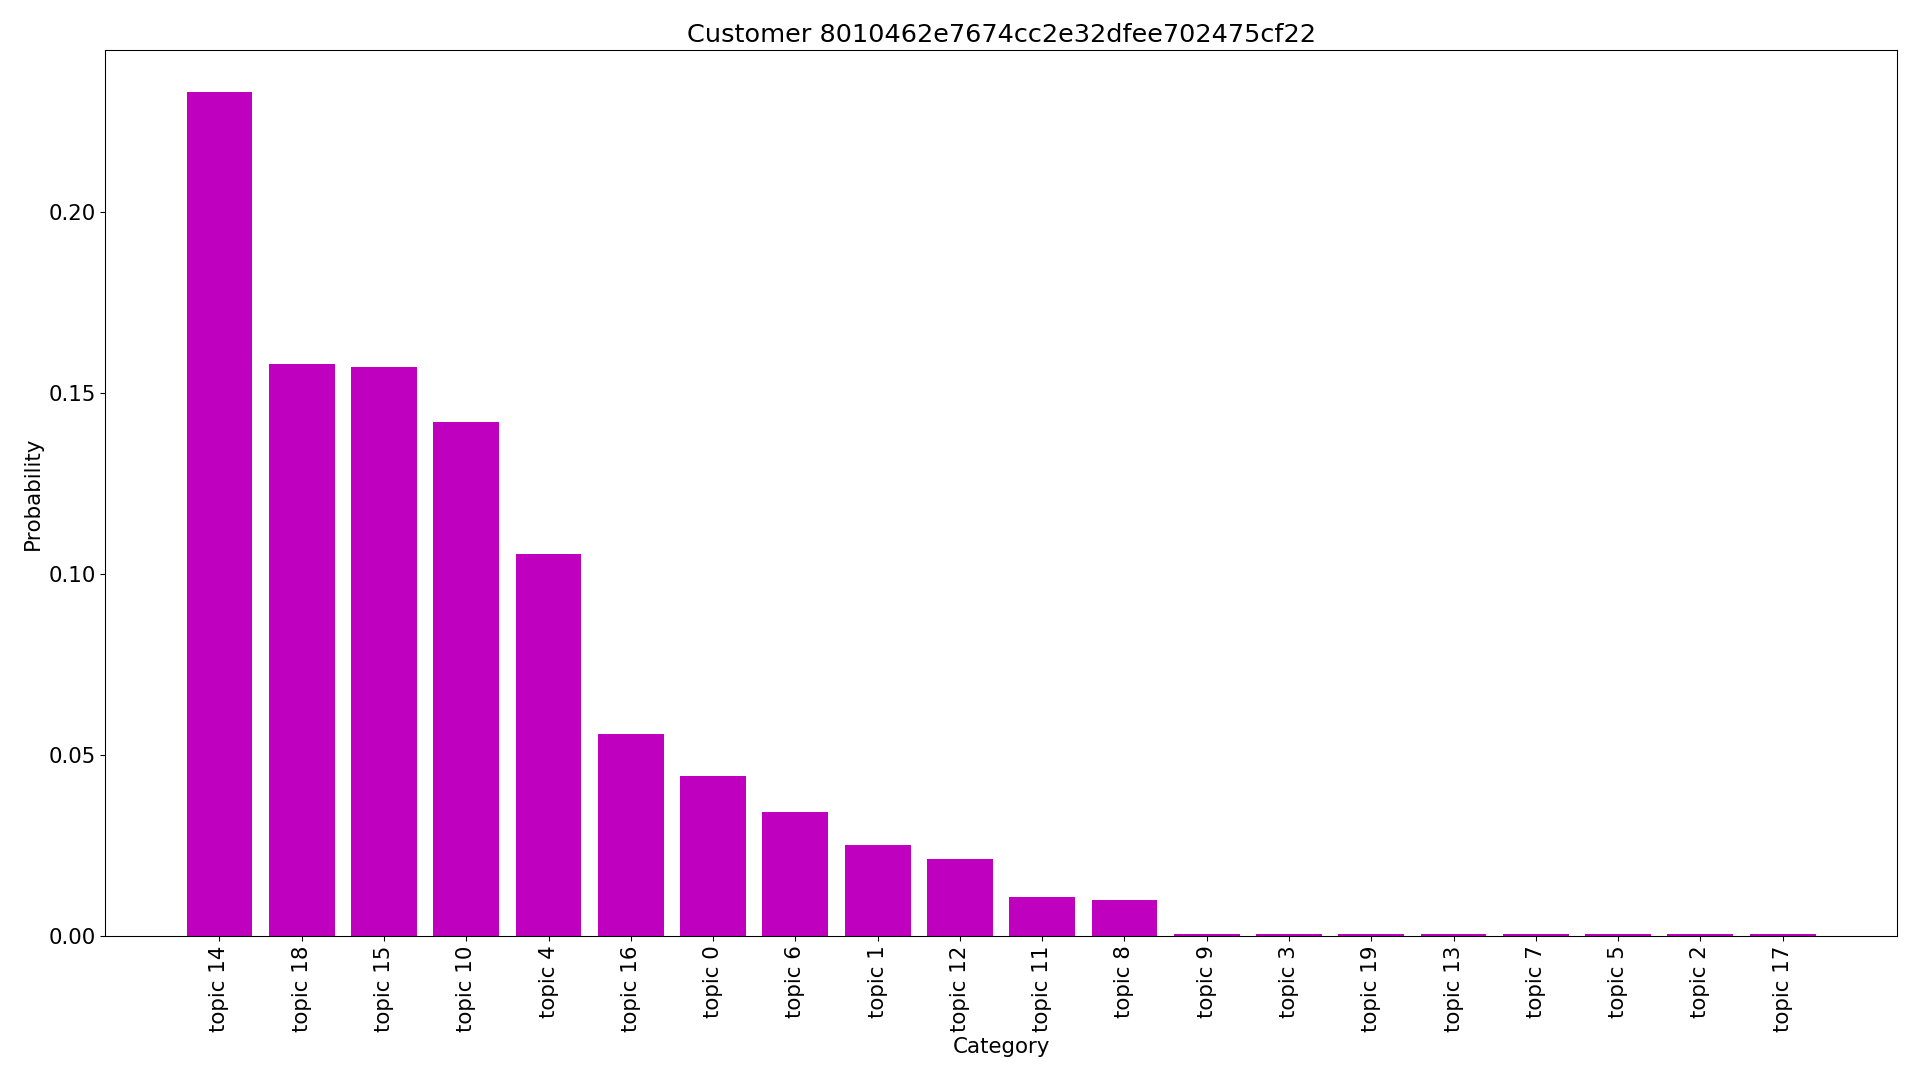 Customer 8010462e7674cc2e32dfee702475cf22
Probability
0.20
0.15
0.10
0.05
0.00
topic 14
topic 18
topic 15
topic 10
topic 4
topic 16
topic 0
topic 6
topic 1
topic 12
topic 11
topic 8
topic 9
topic 3
topic 19
topic 13
topic 7
topic 5
topic 2
topic 17
Category